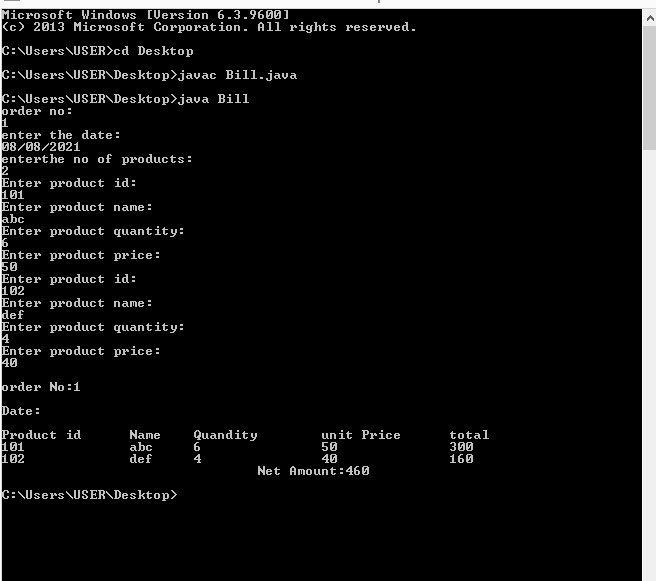 Microsoft Windows [Version 6.3.9600]
(c) 2013 Microsoft Corporation. All rights reserved.
C:\Users\USER>cd Desktop
C:\Users\USER\Desktop>javac Bill.java
C:\Users\USER\Desktop>java Bill
order no:
1
enter the date:
08/08/2021
enterthe no of products:
2
Enter product id:
101
Enter product name:
abc
Enter product quantity:
6
Enter product price:
50
Enter product id:
102
Enter product name:
def
Enter product quantity:
4
Enter product price:
40
order No:1
Date:
Product id Name Quandity unit Price total
101 abc 6 50 300
102 def 4 40 160
Net Amount:460
C:\Users\USER\Desktop>